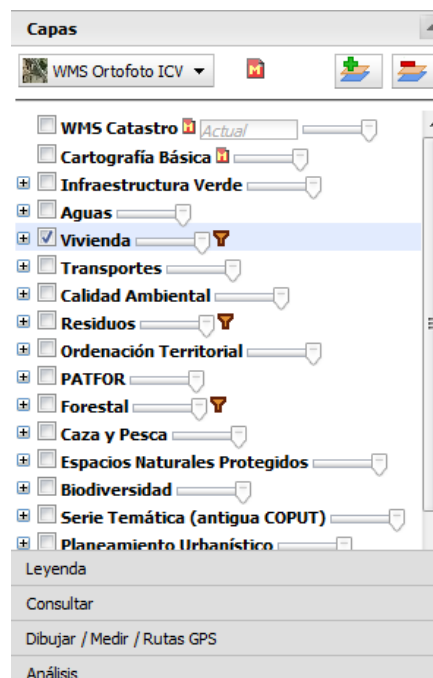 Capas
WMS Ortofoto ICV
WMS Catastro Actual
Cartografía Básica
Infraestructura Verde
Aguas
Vivienda
Transportes
Calidad Ambiental
Residuos
Ordenación Territorial
PATFOR
Forestal
Caza y Pesca
Espacios Naturales Protegidos
Biodiversidad
Serie Temática (antigua COPUT)
Planeamiento Urbanístico
Leyenda
Consultar
Dibujar / Medir / Rutas GPS
Análisis